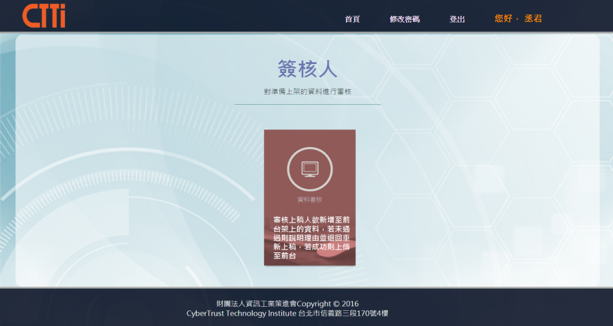 CTTi
首頁 修改密碼 登出 您好， 丞君
簽核人
對準備上架的資料進行審核
資料審核
審核上稿人欲新增至前
台架上的資料，若未通
過則說明理由並退回重
新上稿，若成功則上傳
至前台
財團法人資訊工業策進會Copyright © 2016
CyberTrust Technology Institute 台北市信義路三段170號4樓